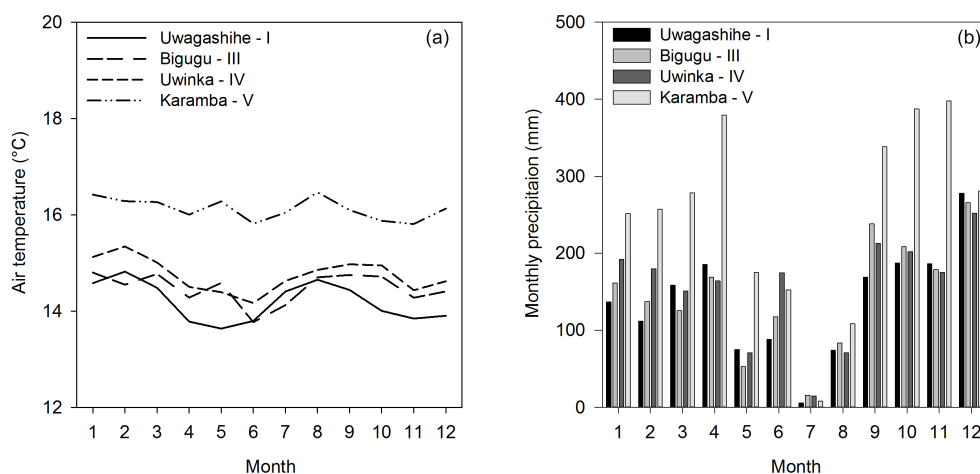 20
18
16
14
12
Air temperature (°C)
Uwagashihe - I
Bigugu - III
Uwinka - IV
Karamba - V
(a)
1 2 3 4 5 6 7 8 9 10 11 12
Month
500
400
300
200
100
0
Monthly precipitaion (mm)
Uwagashihe - I
Bigugu - III
Uwinka - IV
Karamba - V
(b)
1 2 3 4 5 6 7 8 9 10 11 12
Month